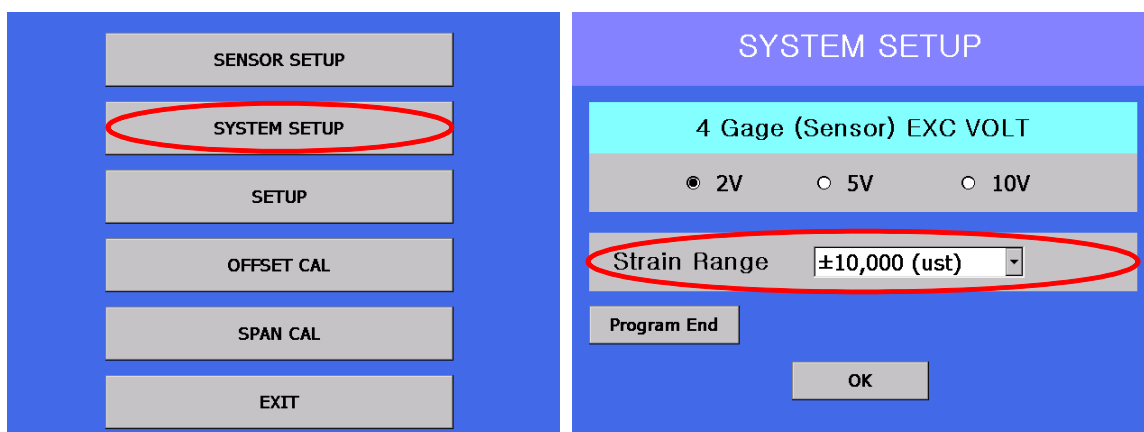 SENSOR SETUP
SYSTEM SETUP
SETUP
OFFSET CAL
SPAN CAL
EXIT
SYSTEM SETUP
4 Gage (Sensor) EXC VOLT
2V 5V 10V
Strain Range ±10,000 (ust)
Program End
OK